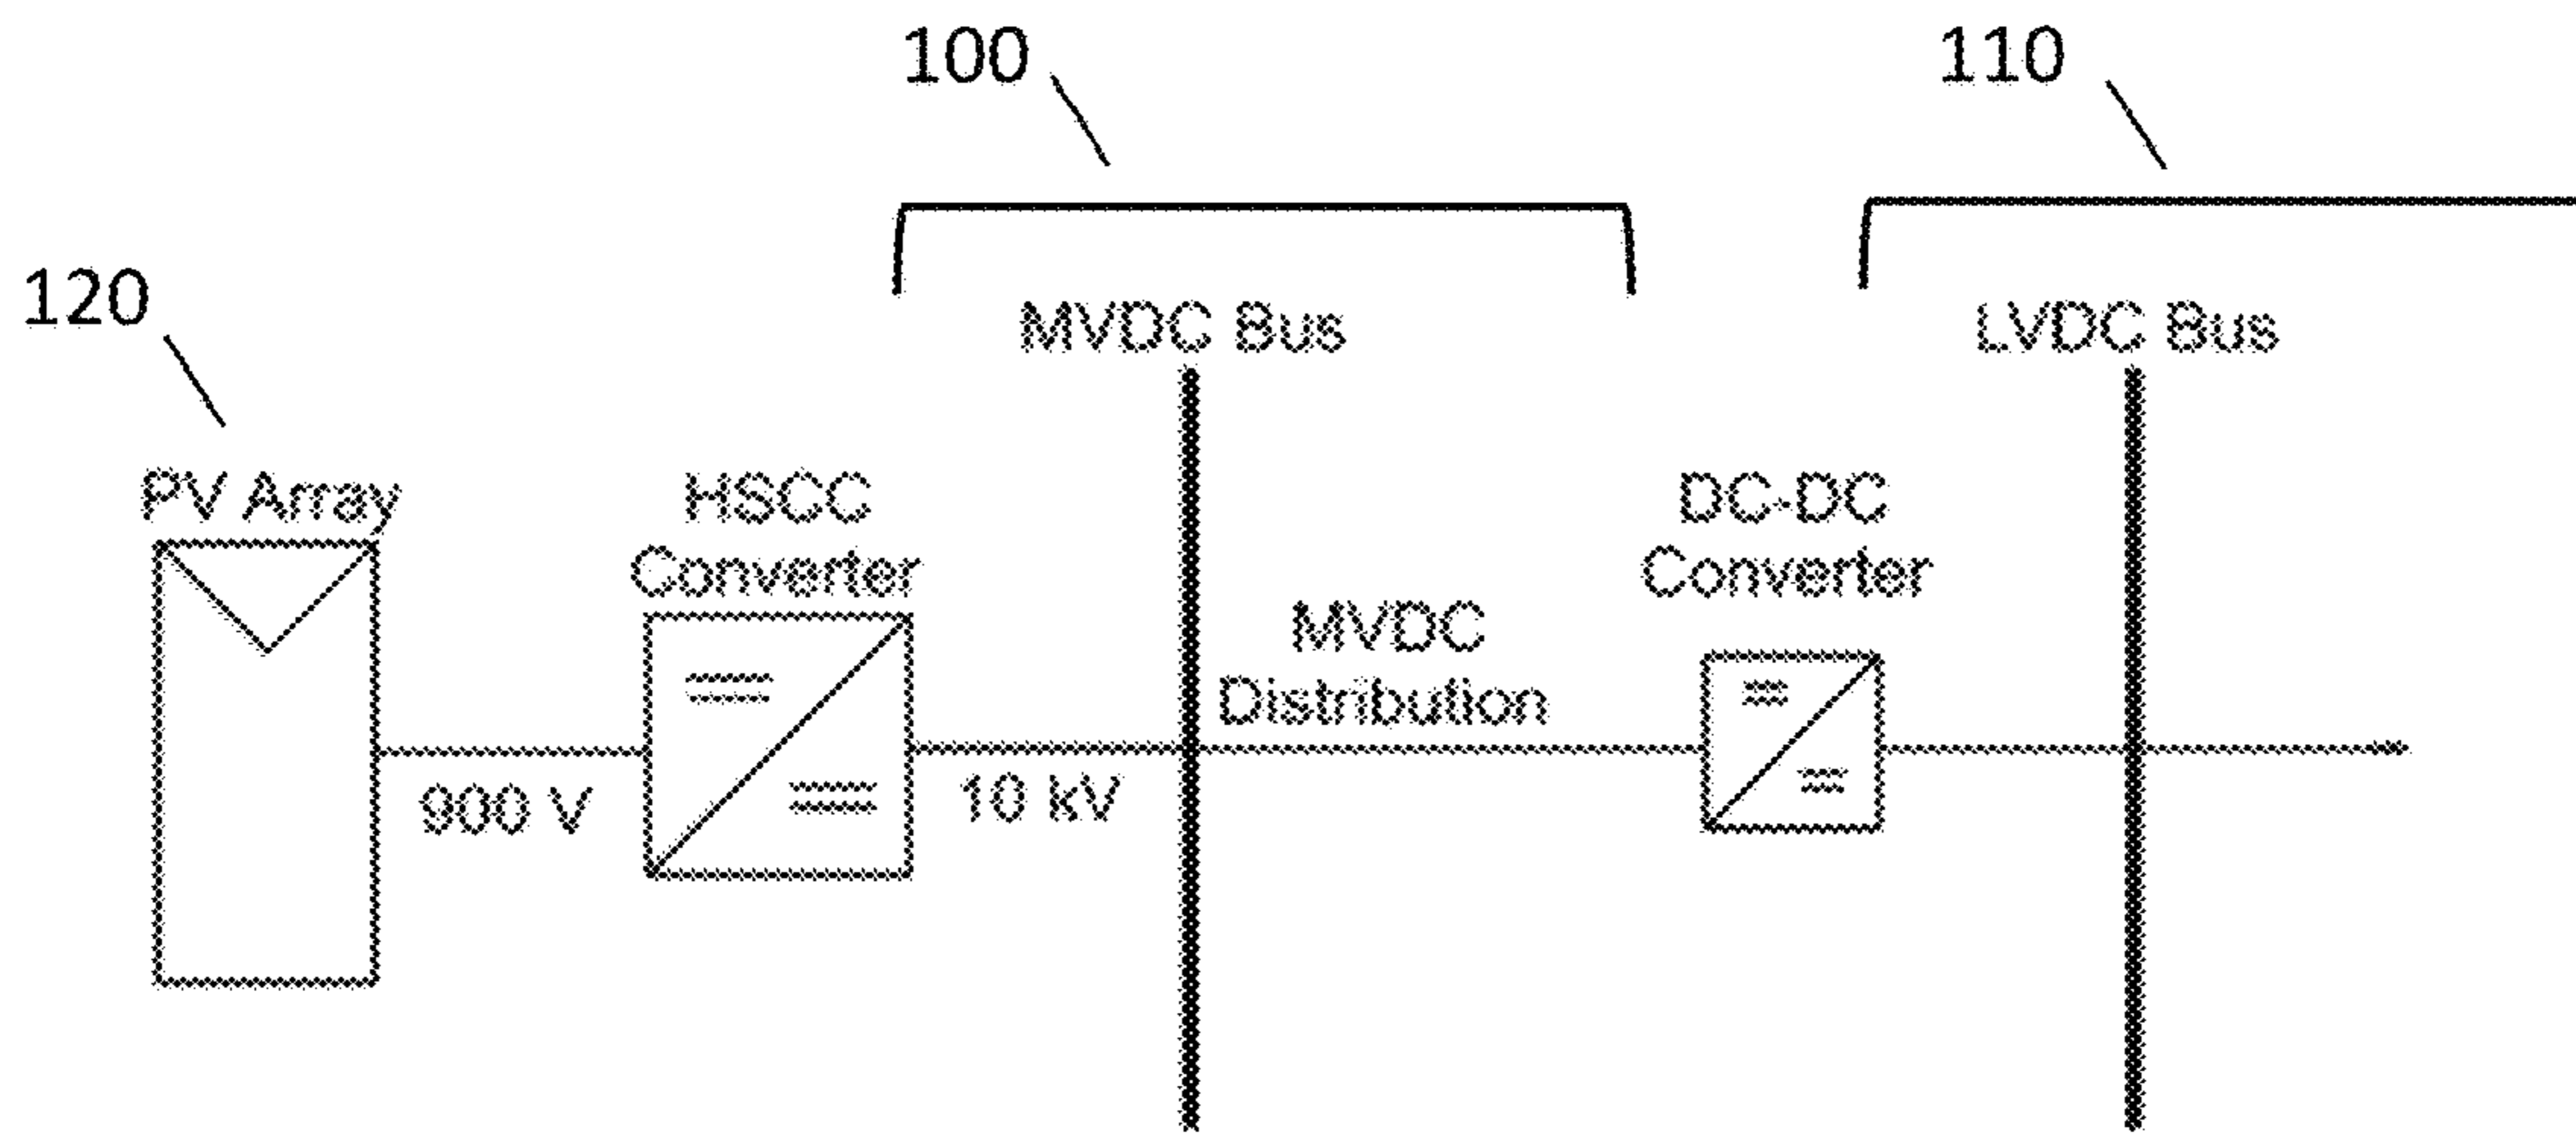 100
110
120
MVDC Bus
LVDC Bus
PV Array
HSCC
Converter
DC-DC
Converter
MVDC
Distribution
900 V
10 kV